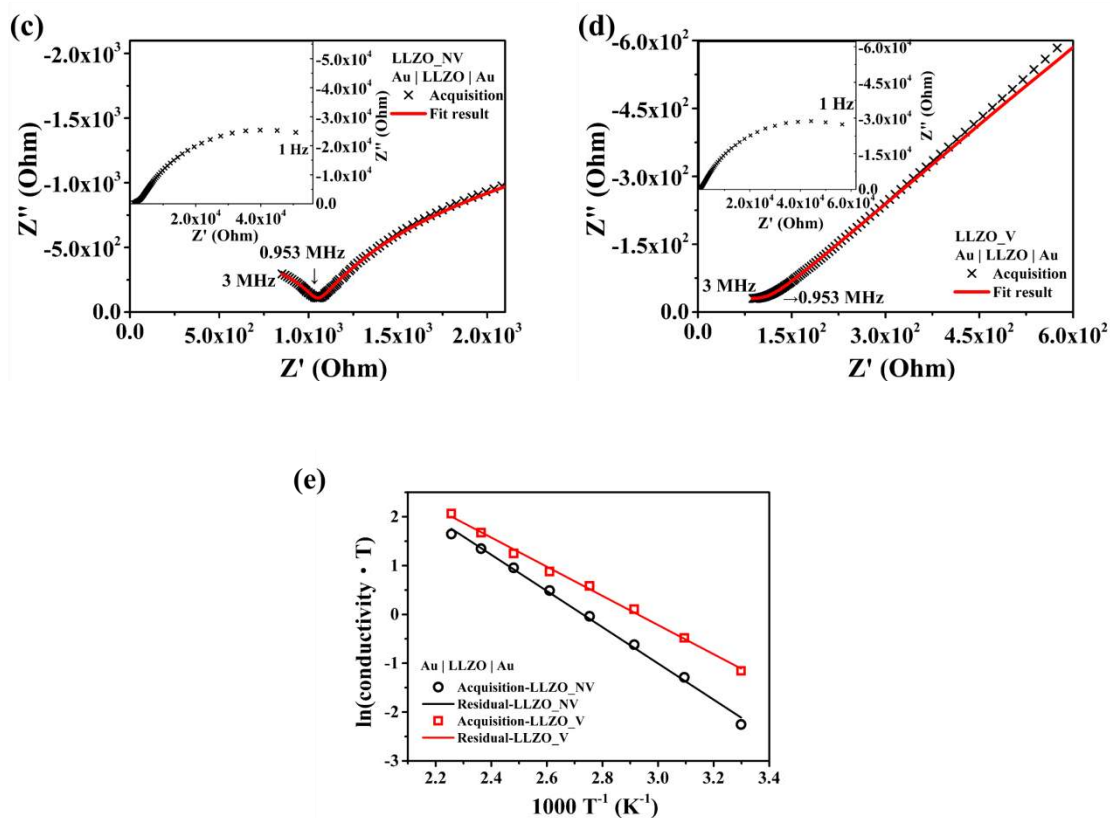 (c)
-2.0x10³
-1.5x10³
-1.0x10³
-5.0x10²
0.0
Z'' (Ohm)
LLZO_NV
Au | LLZO | Au
× Acquisition
Fit result
-5.0x10⁴
-4.0x10⁴
-3.0x10⁴
-2.0x10⁴
-1.0x10⁴
0.0
Z'' (Ohm)
1 Hz
2.0x10⁴ 4.0x10⁴
Z' (Ohm)
0.953 MHz
3 MHz
0.0 5.0x10² 1.0x10³ 1.5x10³ 2.0x10³
Z' (Ohm)
(d)
-6.0x10²
-4.5x10²
-3.0x10²
-1.5x10²
0.0
Z'' (Ohm)
-6.0x10⁴
-4.5x10⁴
-3.0x10⁴
-1.5x10⁴
0.0
Z'' (Ohm)
1 Hz
2.0x10⁴ 4.0x10⁴ 6.0x10⁴
Z' (Ohm)
LLZO_V
Au | LLZO | Au
× Acquisition
Fit result
3 MHz
→0.953 MHz
0.0 1.5x10² 3.0x10² 4.5x10² 6.0x10²
Z' (Ohm)
(e)
2
1
0
-1
-2
-3
ln(conductivity · T)
Au | LLZO | Au
Acquisition-LLZO_NV
Residual-LLZO_NV
Acquisition-LLZO_V
Residual-LLZO_V
2.2 2.4 2.6 2.8 3.0 3.2 3.4
1000 T⁻¹ (K⁻¹)